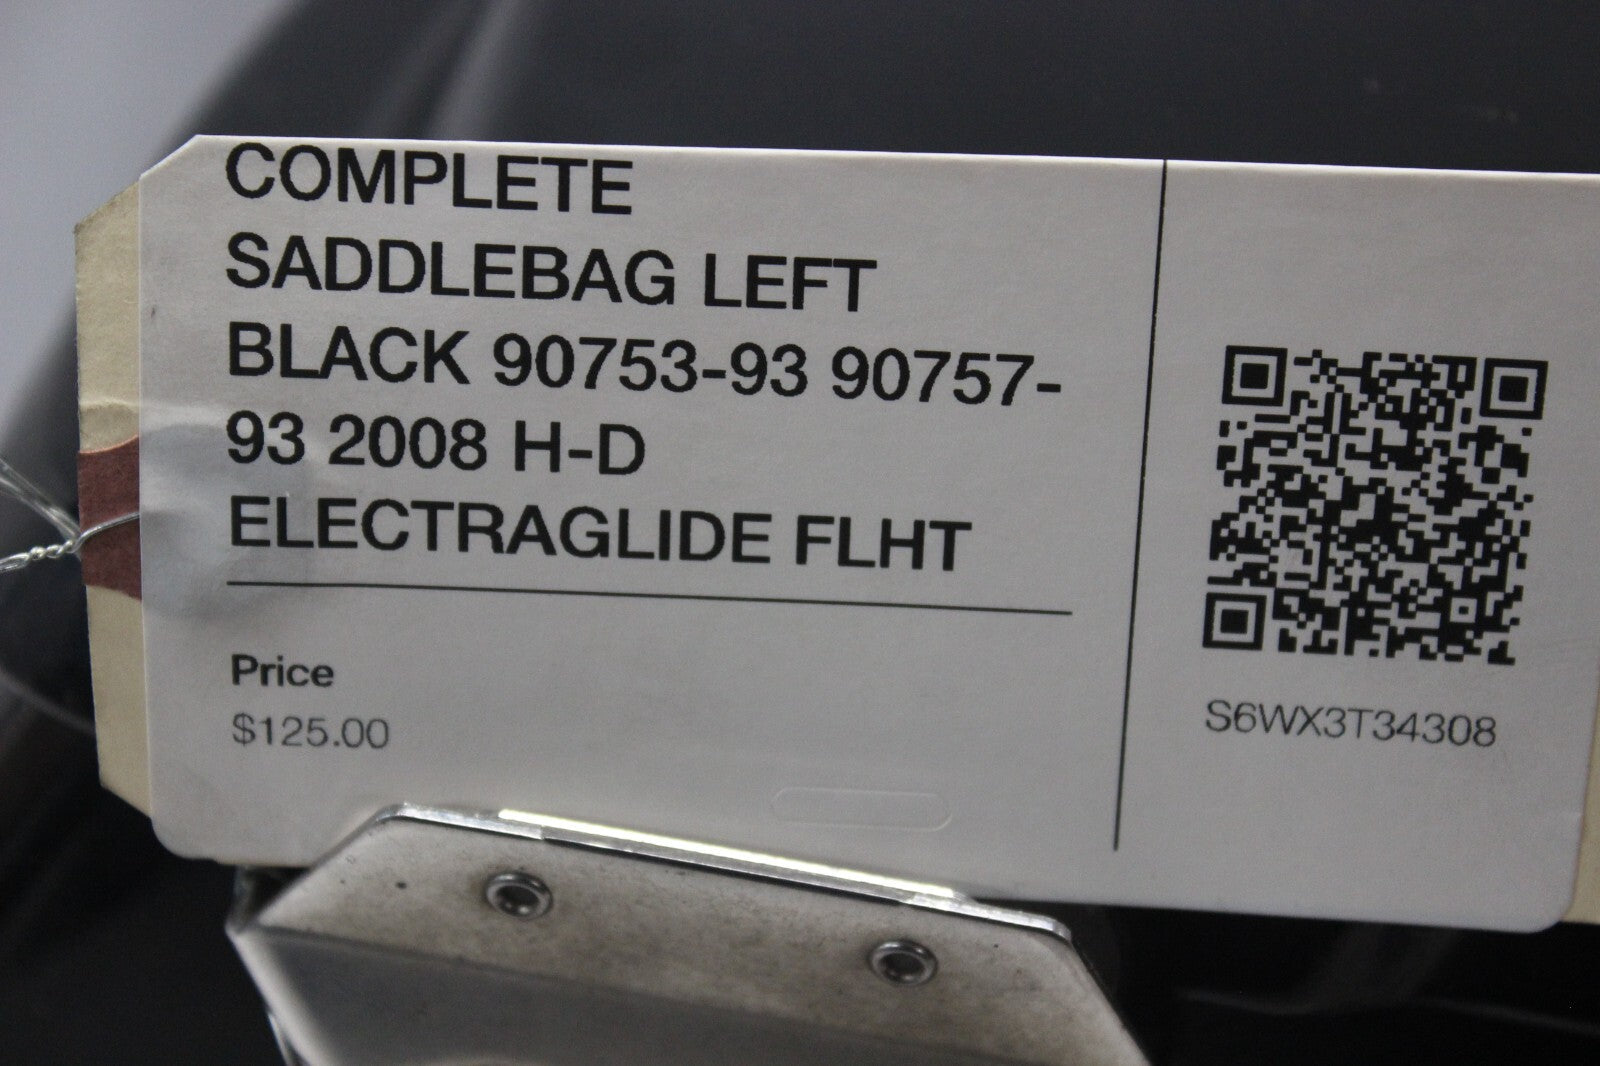 COMPLETE
SADDLEBAG LEFT
BLACK 90753-93 90757-
93 2008 H-D
ELECTRAGLIDE FLHT
Price
$125.00
S6WX3T34308